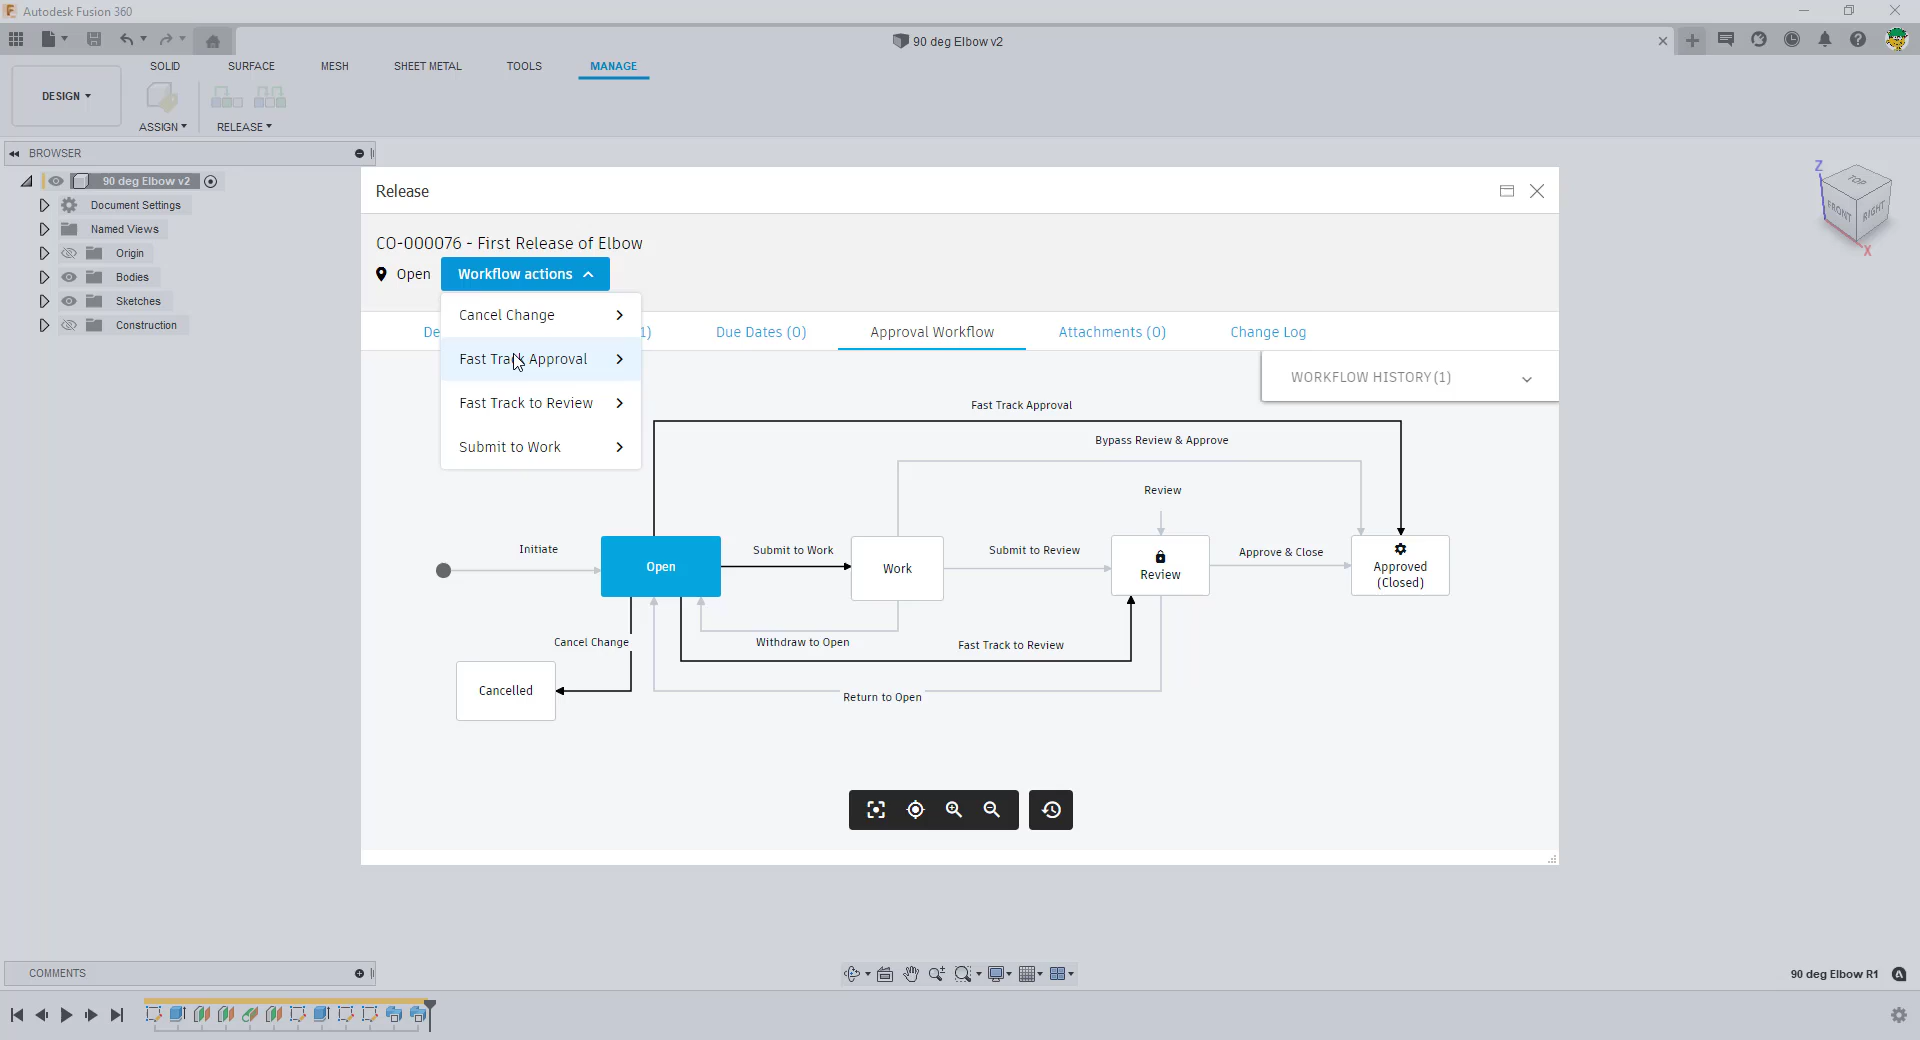 Autodesk Fusion 360
90 deg Elbow v2
SOLID
SURFACE
MESH
SHEET METAL
TOOLS
MANAGE
DESIGN
ASSIGN
RELEASE
BROWSER
90 deg Elbow v2
Document Settings
Named Views
Origin
Bodies
Sketches
Construction
Z
TOP
FRONT
RIGHT
X
Release
CO-000076 - First Release of Elbow
Open
Workflow actions
Cancel Change
Fast Track Approval
Fast Track to Review
Submit to Work
De
1)
Due Dates (0)
Approval Workflow
Attachments (0)
Change Log
WORKFLOW HISTORY (1)
Fast Track Approval
Bypass Review & Approve
Review
Initiate
Open
Submit to Work
Work
Submit to Review
Review
Approve & Close
Approved
(Closed)
Cancel Change
Withdraw to Open
Fast Track to Review
Cancelled
Return to Open
COMMENTS
90 deg Elbow R1